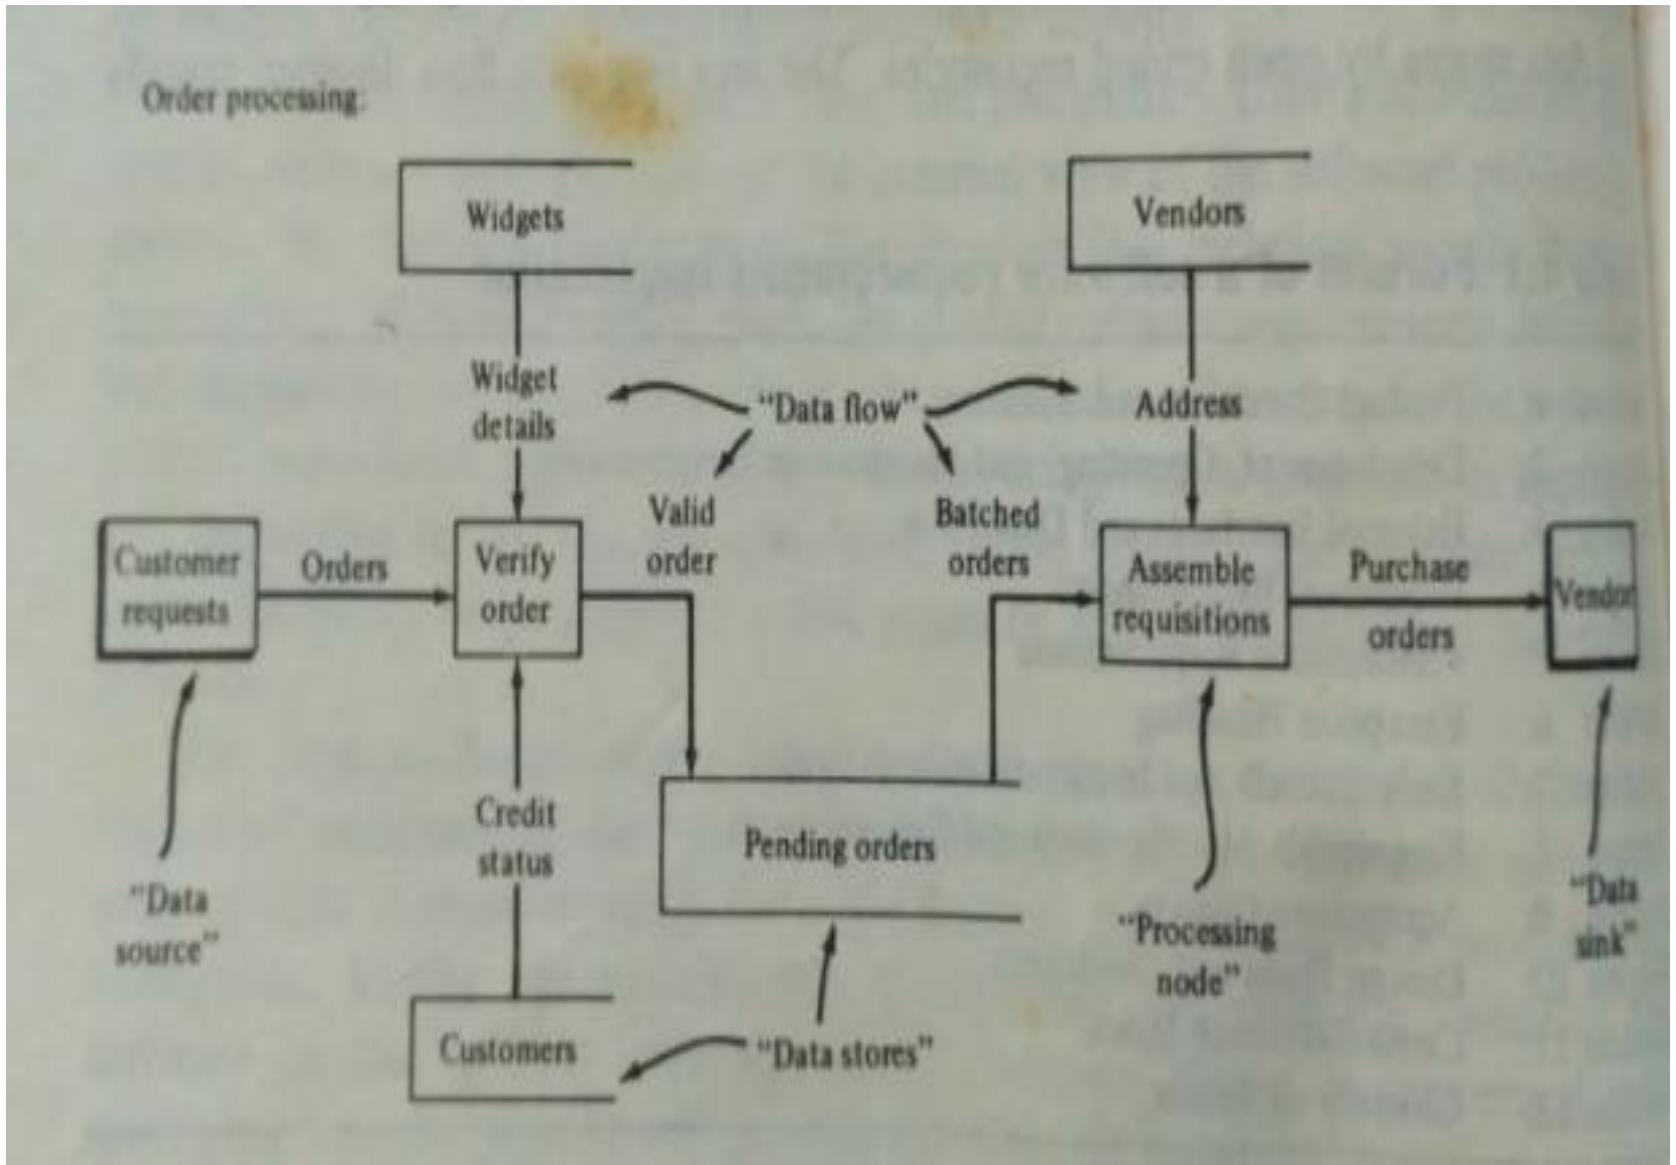 Order processing:
Widgets
Vendors
Widget
details
"Data flow"
Address
Valid
order
Batched
orders
Customer
requests
Orders
Verify
order
Assemble
requisitions
Purchase
orders
Vendor
Credit
status
Pending orders
"Data
source"
"Processing
node"
"Data
sink"
Customers
"Data stores"